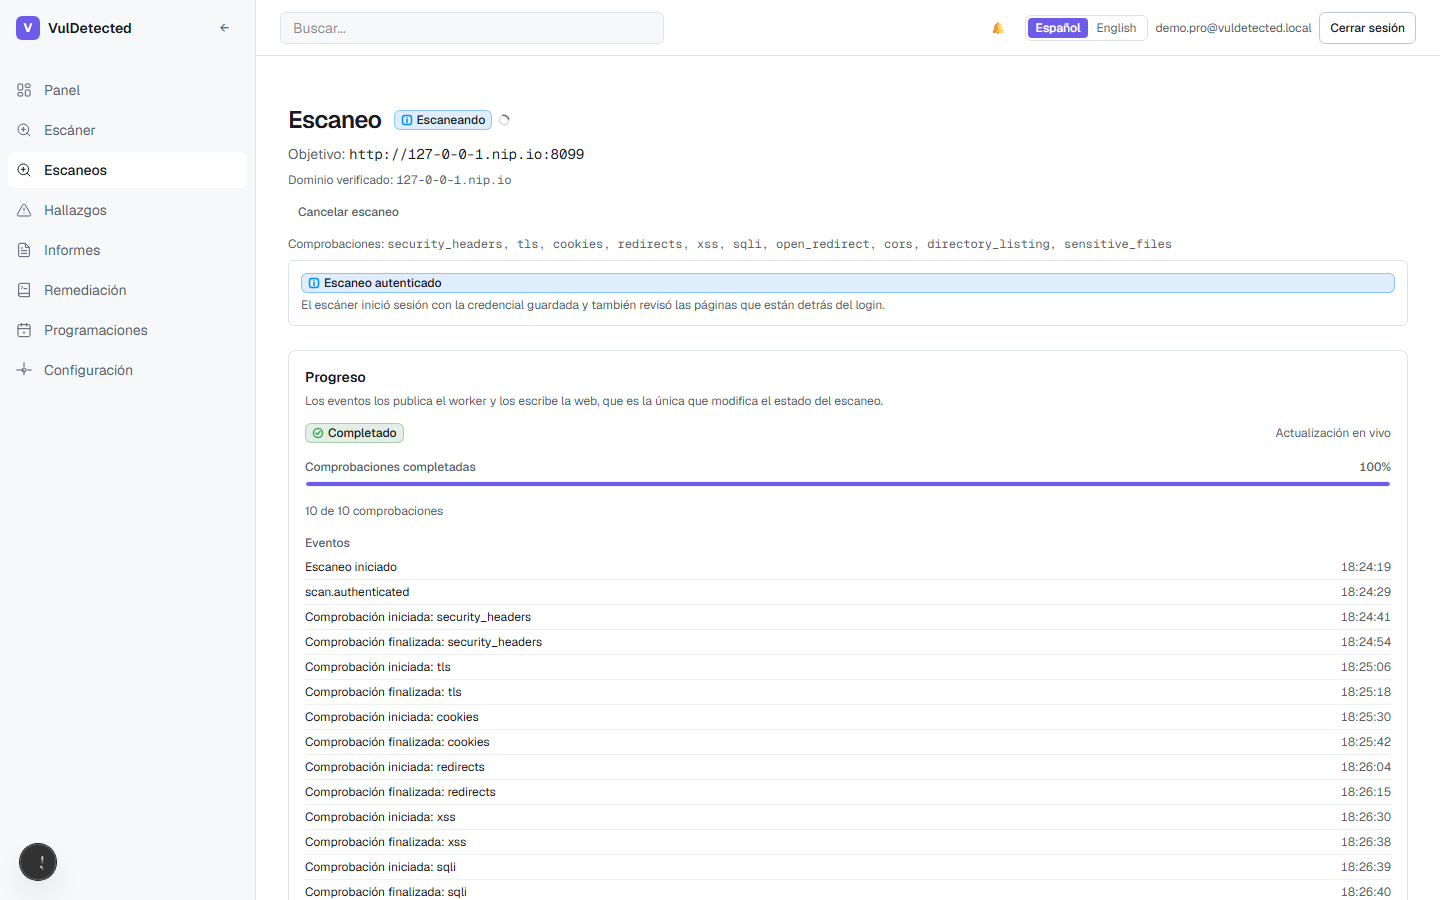 V VulDetected
Buscar...
Español English demo.pro@vuldetected.local Cerrar sesión
Panel
Escáner
Escaneos
Hallazgos
Informes
Remediación
Programaciones
Configuración
Escaneo Escaneando
Objetivo: http://127-0-0-1.nip.io:8099
Dominio verificado: 127-0-0-1.nip.io
Cancelar escaneo
Comprobaciones: security_headers, tls, cookies, redirects, xss, sqli, open_redirect, cors, directory_listing, sensitive_files
Escaneo autenticado
El escáner inició sesión con la credencial guardada y también revisó las páginas que están detrás del login.
Progreso
Los eventos los publica el worker y los escribe la web, que es la única que modifica el estado del escaneo.
Completado Actualización en vivo
Comprobaciones completadas 100%
10 de 10 comprobaciones
Eventos
Escaneo iniciado 18:24:19
scan.authenticated 18:24:29
Comprobación iniciada: security_headers 18:24:41
Comprobación finalizada: security_headers 18:24:54
Comprobación iniciada: tls 18:25:06
Comprobación finalizada: tls 18:25:18
Comprobación iniciada: cookies 18:25:30
Comprobación finalizada: cookies 18:25:42
Comprobación iniciada: redirects 18:26:04
Comprobación finalizada: redirects 18:26:15
Comprobación iniciada: xss 18:26:30
Comprobación finalizada: xss 18:26:38
Comprobación iniciada: sqli 18:26:39
Comprobación finalizada: sqli 18:26:40